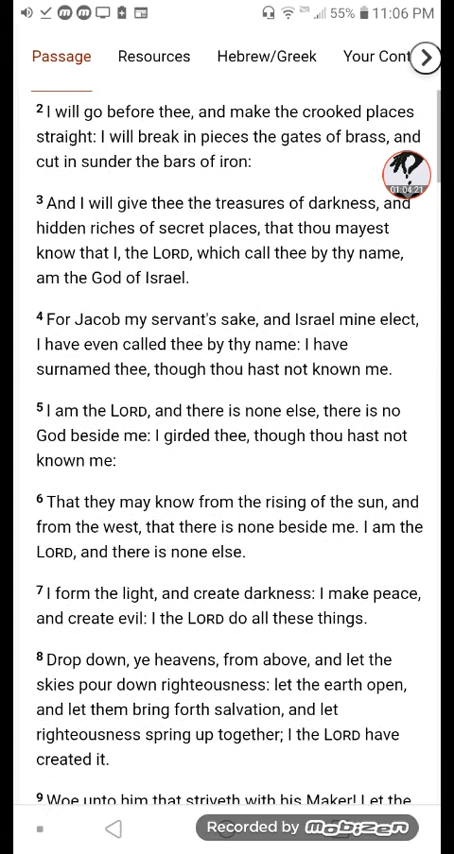 55% 11:06 PM
Passage Resources Hebrew/Greek Your Cont
2 I will go before thee, and make the crooked places
straight: I will break in pieces the gates of brass, and
cut in sunder the bars of iron:
01:04:21
3 And I will give thee the treasures of darkness, and
hidden riches of secret places, that thou mayest
know that I, the LORD, which call thee by thy name,
am the God of Israel.
4 For Jacob my servant's sake, and Israel mine elect,
I have even called thee by thy name: I have
surnamed thee, though thou hast not known me.
5 I am the LORD, and there is none else, there is no
God beside me: I girded thee, though thou hast not
known me:
6 That they may know from the rising of the sun, and
from the west, that there is none beside me. I am the
LORD, and there is none else.
7 I form the light, and create darkness: I make peace,
and create evil: I the LORD do all these things.
8 Drop down, ye heavens, from above, and let the
skies pour down righteousness: let the earth open,
and let them bring forth salvation, and let
righteousness spring up together; I the LORD have
created it.
9 Woe unto him that striveth with his Maker! Let the
Recorded by mobizen